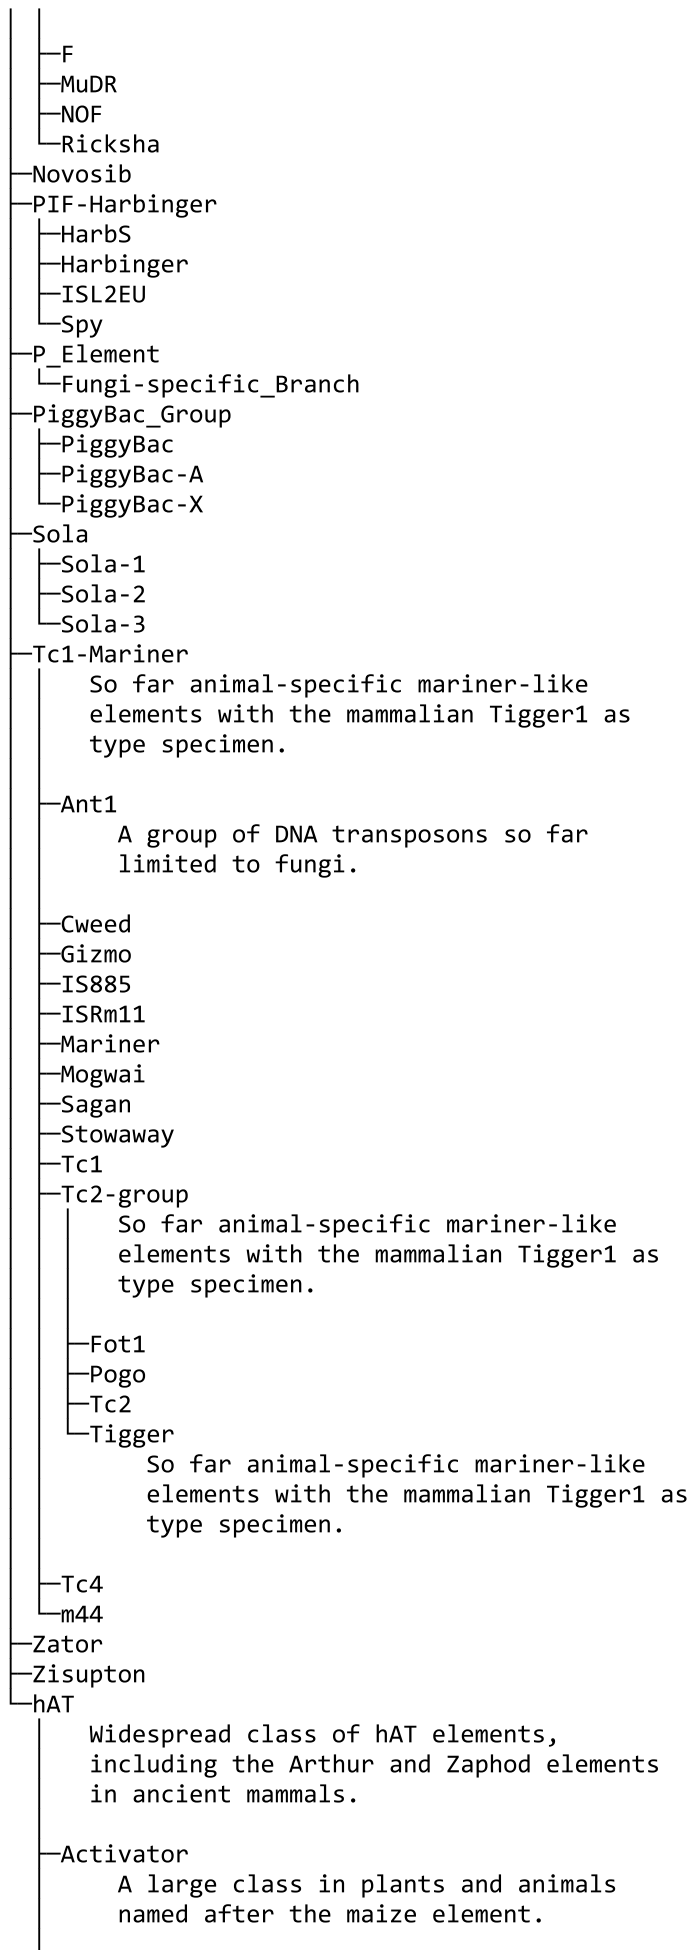 F
MuDR
NOF
Ricksha
Novosib
PIF-Harbinger
HarbS
Harbinger
ISL2EU
Spy
P_Element
Fungi-specific_Branch
PiggyBac_Group
PiggyBac
PiggyBac-A
PiggyBac-X
Sola
Sola-1
Sola-2
Sola-3
Tc1-Mariner
So far animal-specific mariner-like
elements with the mammalian Tigger1 as
type specimen.
Ant1
A group of DNA transposons so far
limited to fungi.
Cweed
Gizmo
IS885
ISRm11
Mariner
Mogwai
Sagan
Stowaway
Tc1
Tc2-group
So far animal-specific mariner-like
elements with the mammalian Tigger1 as
type specimen.
Fot1
Pogo
Tc2
Tigger
So far animal-specific mariner-like
elements with the mammalian Tigger1 as
type specimen.
Tc4
m44
Zator
Zisupton
hAT
Widespread class of hAT elements,
including the Arthur and Zaphod elements
in ancient mammals.
Activator
A large class in plants and animals
named after the maize element.